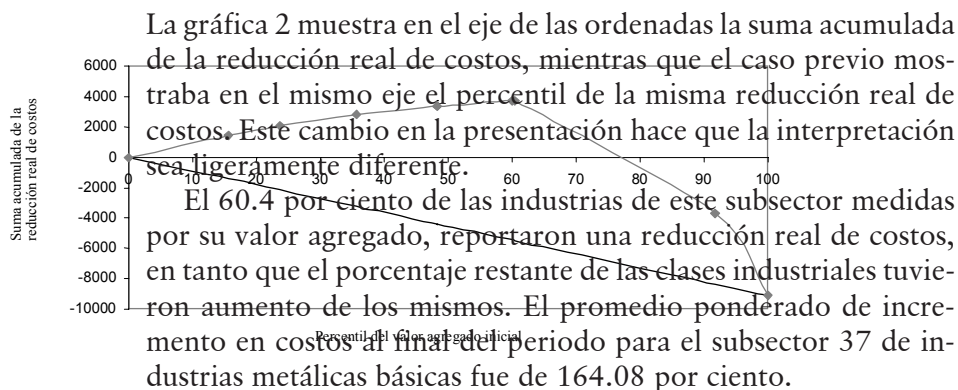 La gráfica 2 muestra en el eje de las ordenadas la suma acumulada
de la reducción real de costos, mientras que el caso previo mos-
traba en el mismo eje el percentil de la misma reducción real de
costos. Este cambio en la presentación hace que la interpretación
sea ligeramente diferente.
El 60.4 por ciento de las industrias de este subsector medidas
por su valor agregado, reportaron una reducción real de costos,
en tanto que el porcentaje restante de las clases industriales tuvie-
ron aumento de los mismos. El promedio ponderado de incre-
mento en costos al final del periodo para el subsector 37 de in-
dustrias metálicas básicas fue de 164.08 por ciento.
Suma acumulada de la
reducción real de costos
6000
4000
2000
0
-2000
-4000
-6000
-8000
-10000
0 10 20 30 40 50 60 70 80 90 100
Percentil del valor agregado inicial